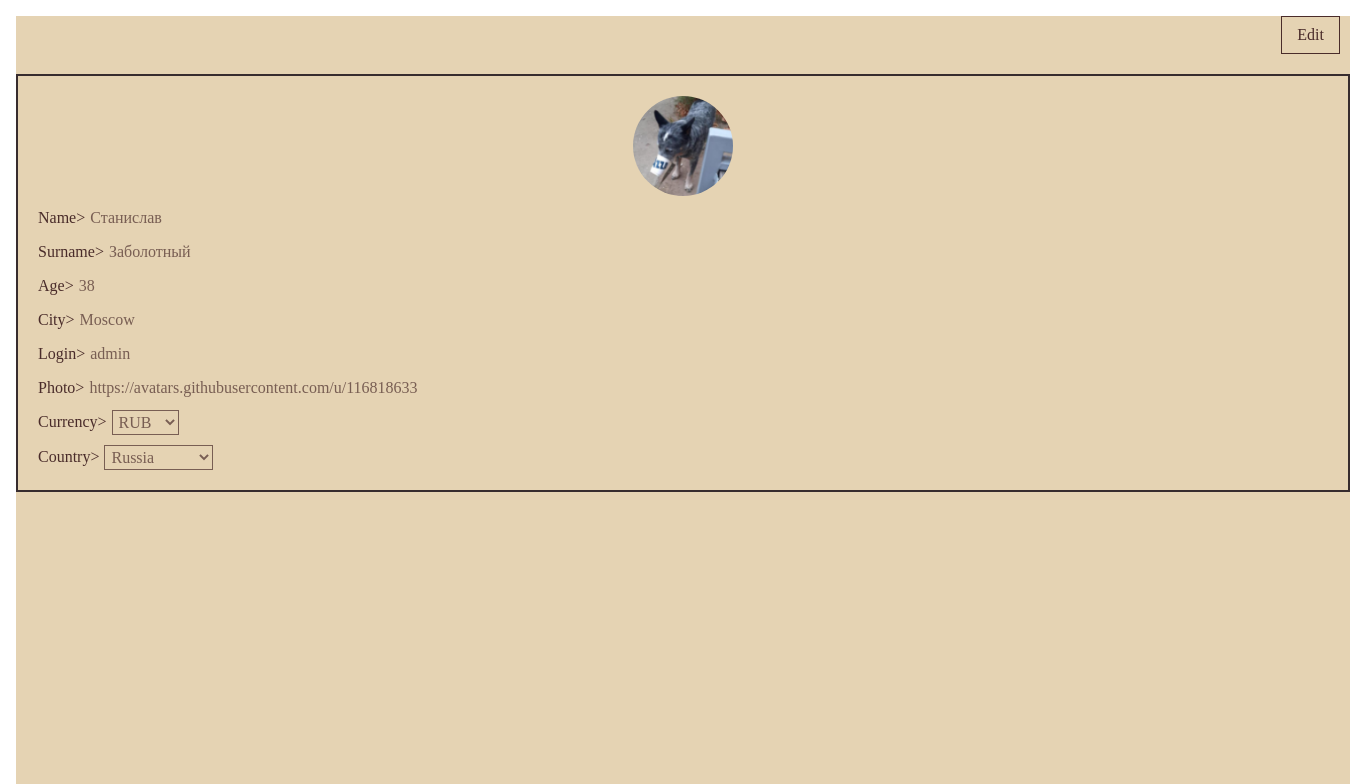 Edit
Name> Станислав
Surname> Заболотный
Age> 38
City> Moscow
Login> admin
Photo> https://avatars.githubusercontent.com/u/116818633
Currency> RUB
Country> Russia